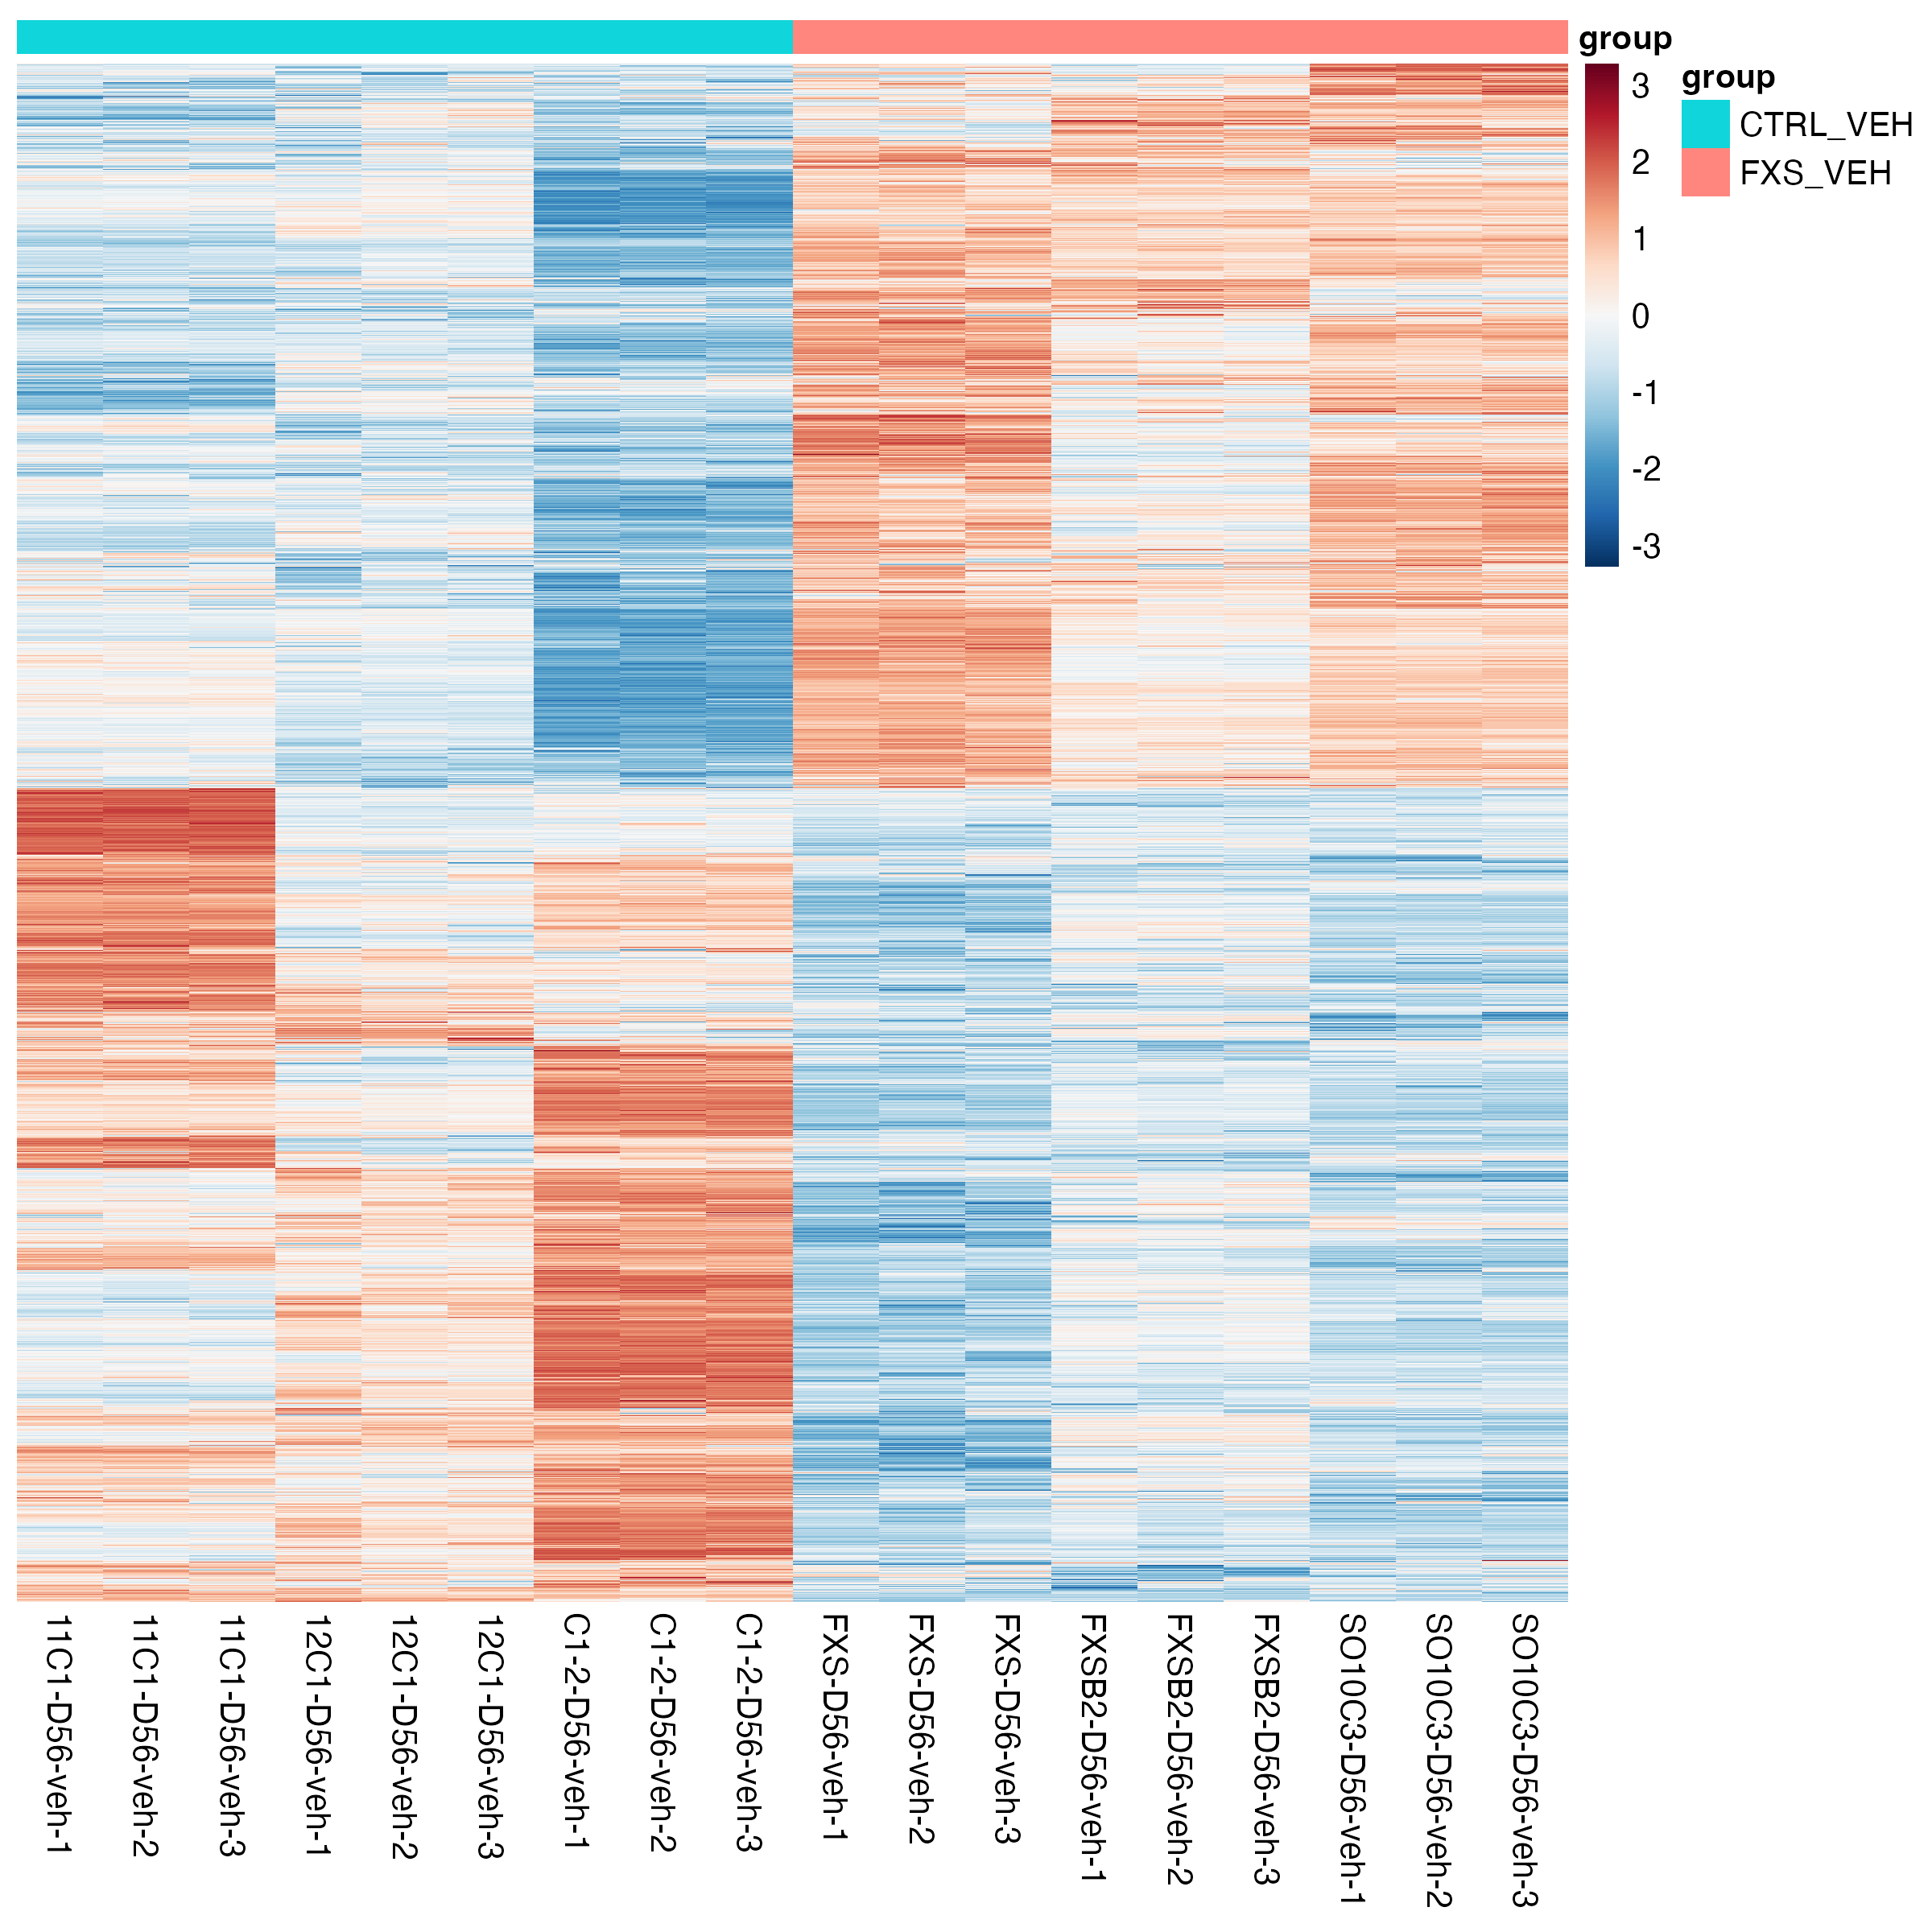 group
3
2
1
0
-1
-2
-3
group
CTRL_VEH
FXS_VEH
11C1-D56-veh-1
11C1-D56-veh-2
11C1-D56-veh-3
12C1-D56-veh-1
12C1-D56-veh-2
12C1-D56-veh-3
C1-2-D56-veh-1
C1-2-D56-veh-2
C1-2-D56-veh-3
FXS-D56-veh-1
FXS-D56-veh-2
FXS-D56-veh-3
FXSB2-D56-veh-1
FXSB2-D56-veh-2
FXSB2-D56-veh-3
SO10C3-D56-veh-1
SO10C3-D56-veh-2
SO10C3-D56-veh-3